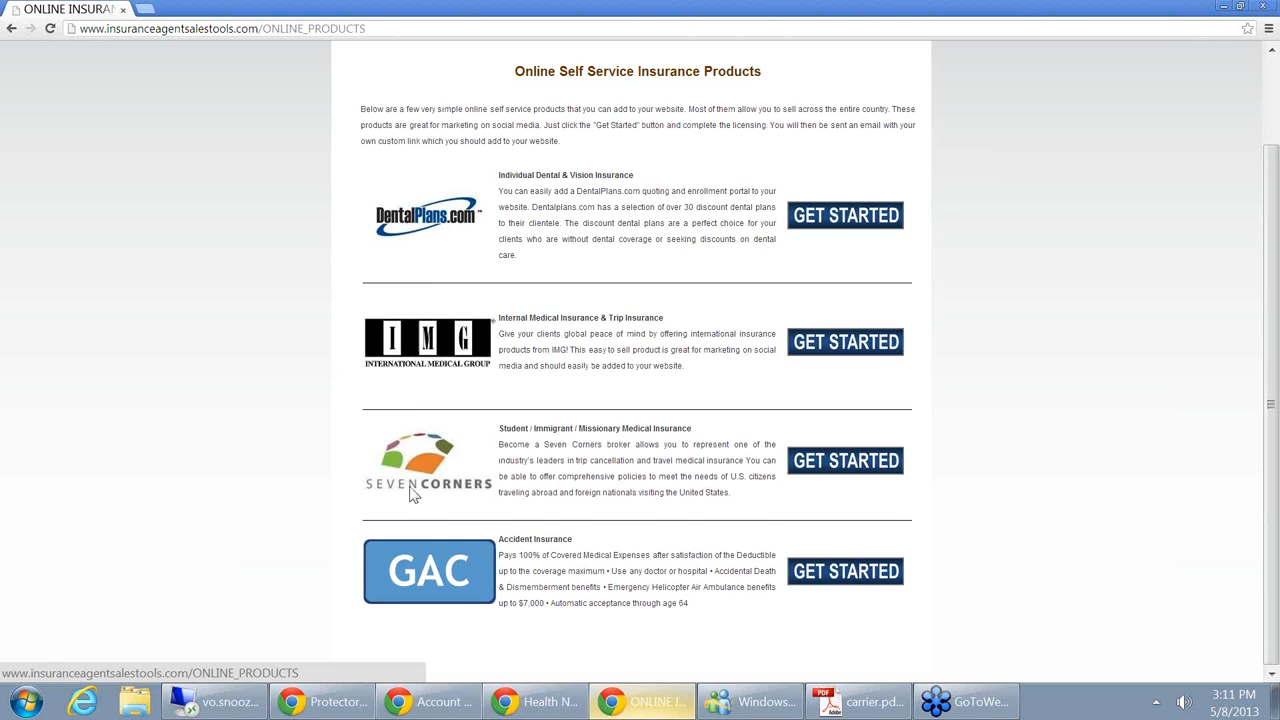 ONLINE INSURAN
www.insuranceagentsalestools.com/ONLINE_PRODUCTS
Online Self Service Insurance Products
Below are a few very simple online self service products that you can add to your website. Most of them allow you to sell across the entire country. These
products are great for marketing on social media. Just click the "Get Started" button and complete the licensing. You will then be sent an email with your
own custom link which you should add to your website.
Individual Dental & Vision Insurance
You can easily add a DentalPlans.com quoting and enrollment portal to your
website. Dentalplans.com has a selection of over 30 discount dental plans
to their clientele. The discount dental plans are a perfect choice for your
clients who are without dental coverage or seeking discounts on dental
care.
DentalPlans.com™
GET STARTED
Internal Medical Insurance & Trip Insurance
Give your clients global peace of mind by offering international insurance
products from IMG! This easy to sell product is great for marketing on social
media and should easily be added to your website.
IMG®
INTERNATIONAL MEDICAL GROUP
GET STARTED
Student / Immigrant / Missionary Medical Insurance
Become a Seven Corners broker allows you to represent one of the
industry's leaders in trip cancellation and travel medical insurance You can
be able to offer comprehensive policies to meet the needs of U.S. citizens
traveling abroad and foreign nationals visiting the United States.
SEVENCORNERS
GET STARTED
Accident Insurance
Pays 100% of Covered Medical Expenses after satisfaction of the Deductible
up to the coverage maximum • Use any doctor or hospital • Accidental Death
& Dismemberment benefits • Emergency Helicopter Air Ambulance benefits
up to $7,000 • Automatic acceptance through age 64
GAC
GET STARTED
www.insuranceagentsalestools.com/ONLINE_PRODUCTS
vo.snooz...
Protector...
Account ...
Health N...
ONLINE I...
Windows...
PDF
carrier.pd...
GoToWe...
3:11 PM
5/8/2013